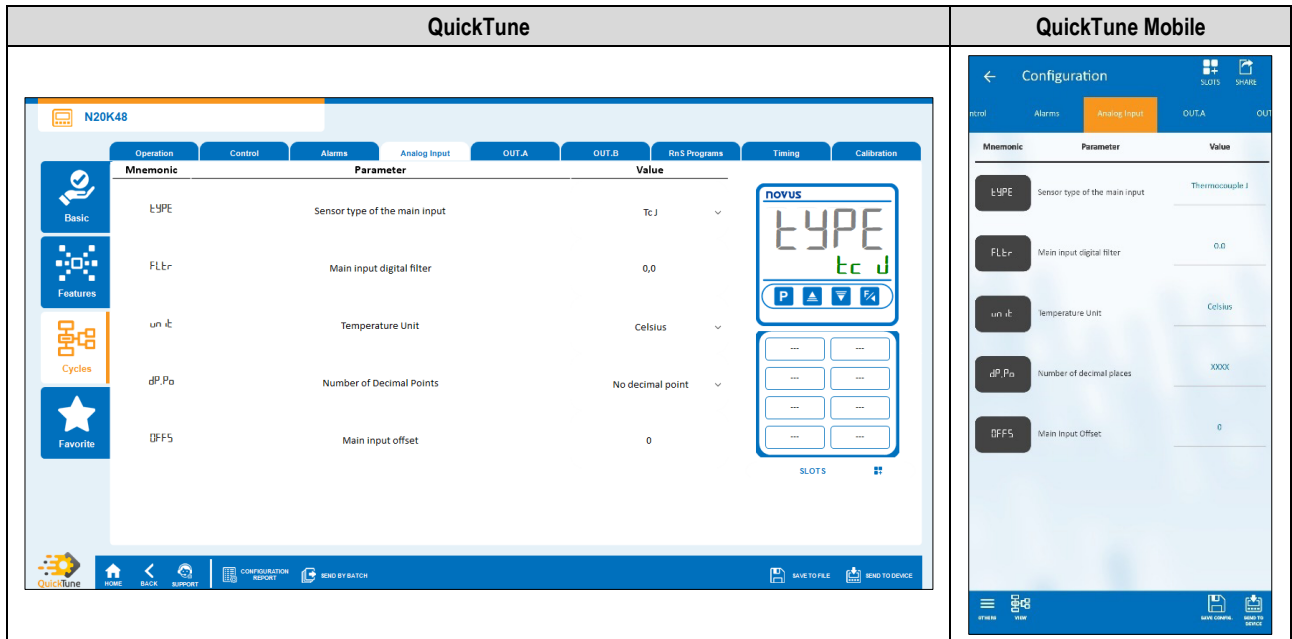 QuickTune
QuickTune Mobile
N20K48
Operation Control Alarms Analog Input OUT.A OUT.B RnS Programs Timing Calibration
Mnemonic Parameter Value
Basic
Features
Cycles
Favorite
tYPE Sensor type of the main input Tc J
FLtr Main input digital filter 0,0
unit Temperature Unit Celsius
dP.Po Number of Decimal Points No decimal point
OFFS Main input offset 0
novus
tYPE
tc J
P F/◀
--- ---
--- ---
--- ---
--- ---
SLOTS
QuickTune
HOME BACK SUPPORT CONFIGURATION REPORT SEND BY BATCH SAVE TO FILE SEND TO DEVICE
← Configuration SLOTS SHARE
ntrol Alarms Analog Input OUT.A OUT
Mnemonic Parameter Value
tYPE Sensor type of the main input Thermocouple J
FLtr Main input digital filter 0.0
unit Temperature Unit Celsius
dP.Po Number of decimal places XXXX
OFFS Main Input Offset 0
OTHERS VIEW SAVE CONFIG. SEND TO DEVICE